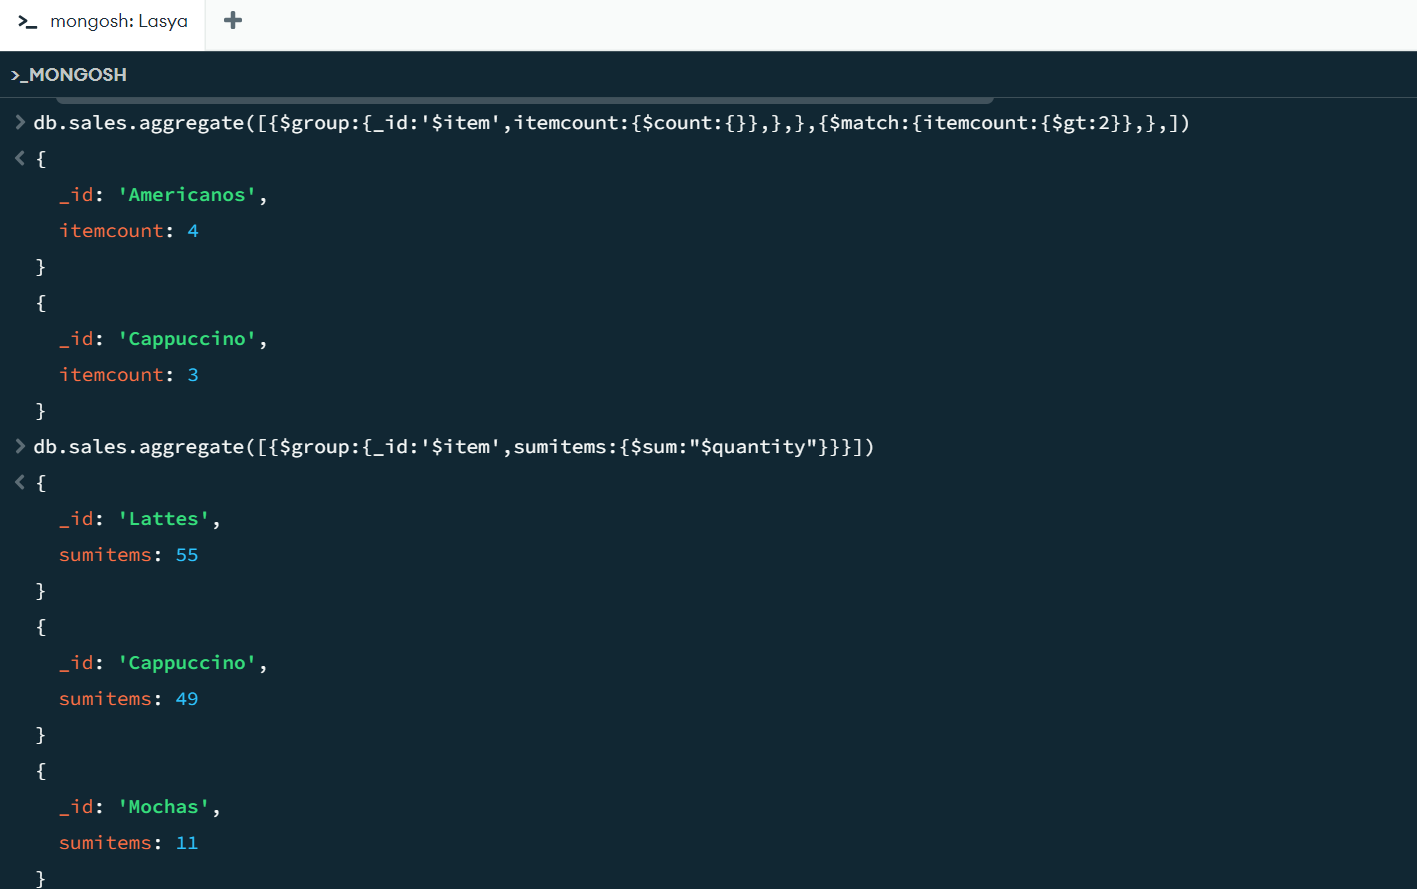 >_ mongosh: Lasya +
>_MONGOSH
> db.sales.aggregate([{$group:{_id:'$item',itemcount:{$count:{}},},},{$match:{itemcount:{$gt:2}},},])
< {
_id: 'Americanos',
itemcount: 4
}
{
_id: 'Cappuccino',
itemcount: 3
}
> db.sales.aggregate([{$group:{_id:'$item',sumitems:{$sum:"$quantity"}}}])
< {
_id: 'Lattes',
sumitems: 55
}
{
_id: 'Cappuccino',
sumitems: 49
}
{
_id: 'Mochas',
sumitems: 11
}